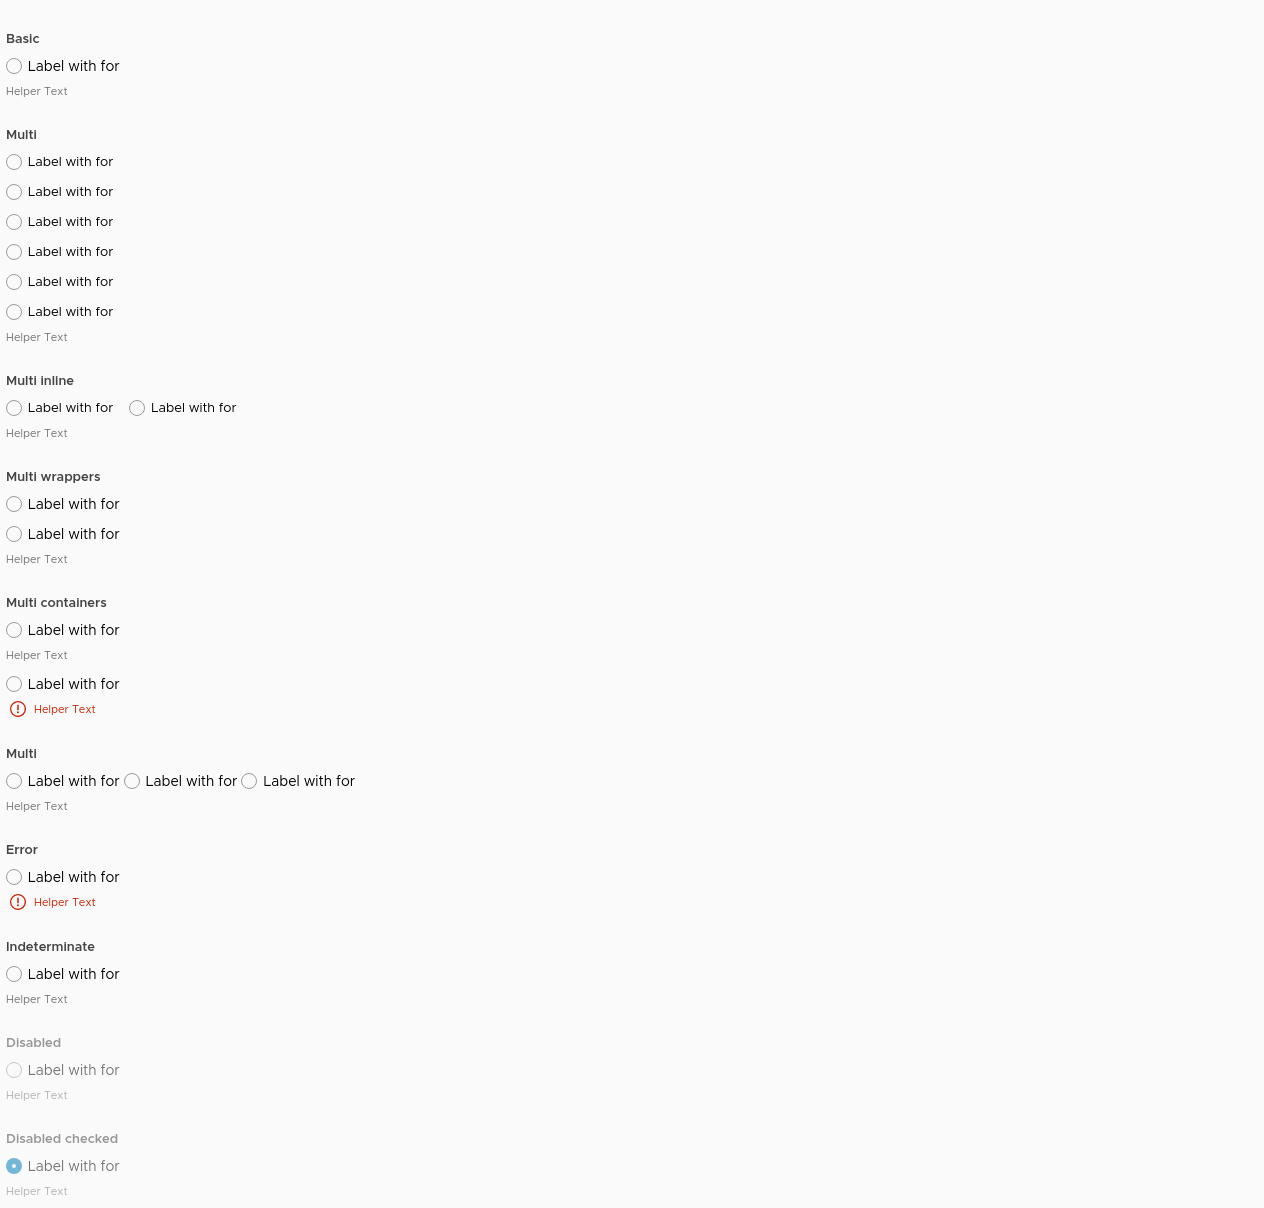 Basic
Label with for
Helper Text
Multi
Label with for
Label with for
Label with for
Label with for
Label with for
Label with for
Helper Text
Multi inline
Label with for Label with for
Helper Text
Multi wrappers
Label with for
Label with for
Helper Text
Multi containers
Label with for
Helper Text
Label with for
Helper Text
Multi
Label with for Label with for Label with for
Helper Text
Error
Label with for
Helper Text
Indeterminate
Label with for
Helper Text
Disabled
Label with for
Helper Text
Disabled checked
Label with for
Helper Text